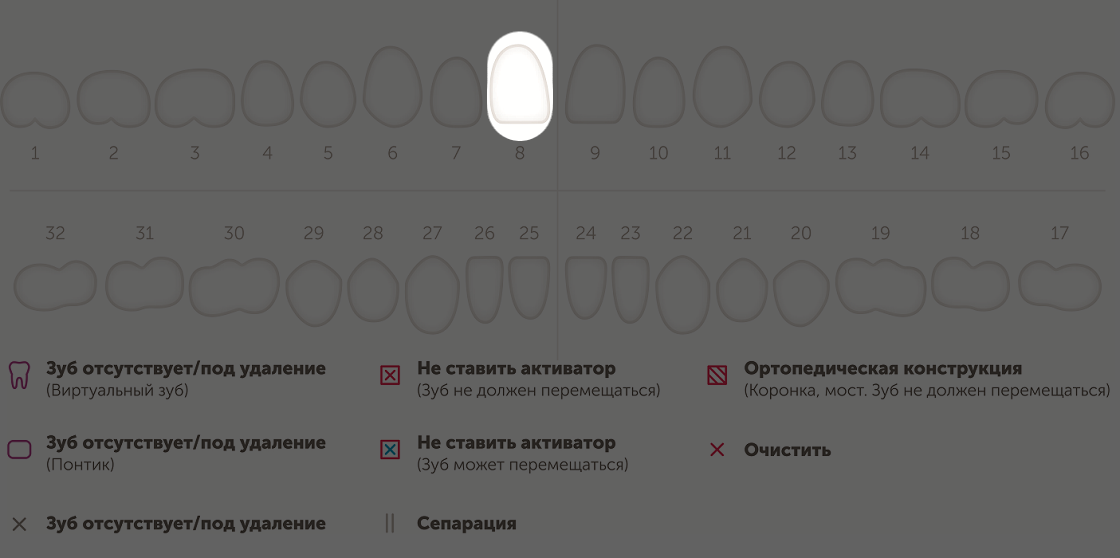 1 2 3 4 5 6 7 8 9 10 11 12 13 14 15 16
32 31 30 29 28 27 26 25 24 23 22 21 20 19 18 17
Зуб отсутствует/под удаление
(Виртуальный зуб)
Не ставить активатор
(Зуб не должен перемещаться)
Ортопедическая конструкция
(Коронка, мост. Зуб не должен перемещаться)
Зуб отсутствует/под удаление
(Понтик)
Не ставить активатор
(Зуб может перемещаться)
Очистить
Зуб отсутствует/под удаление
Сепарация